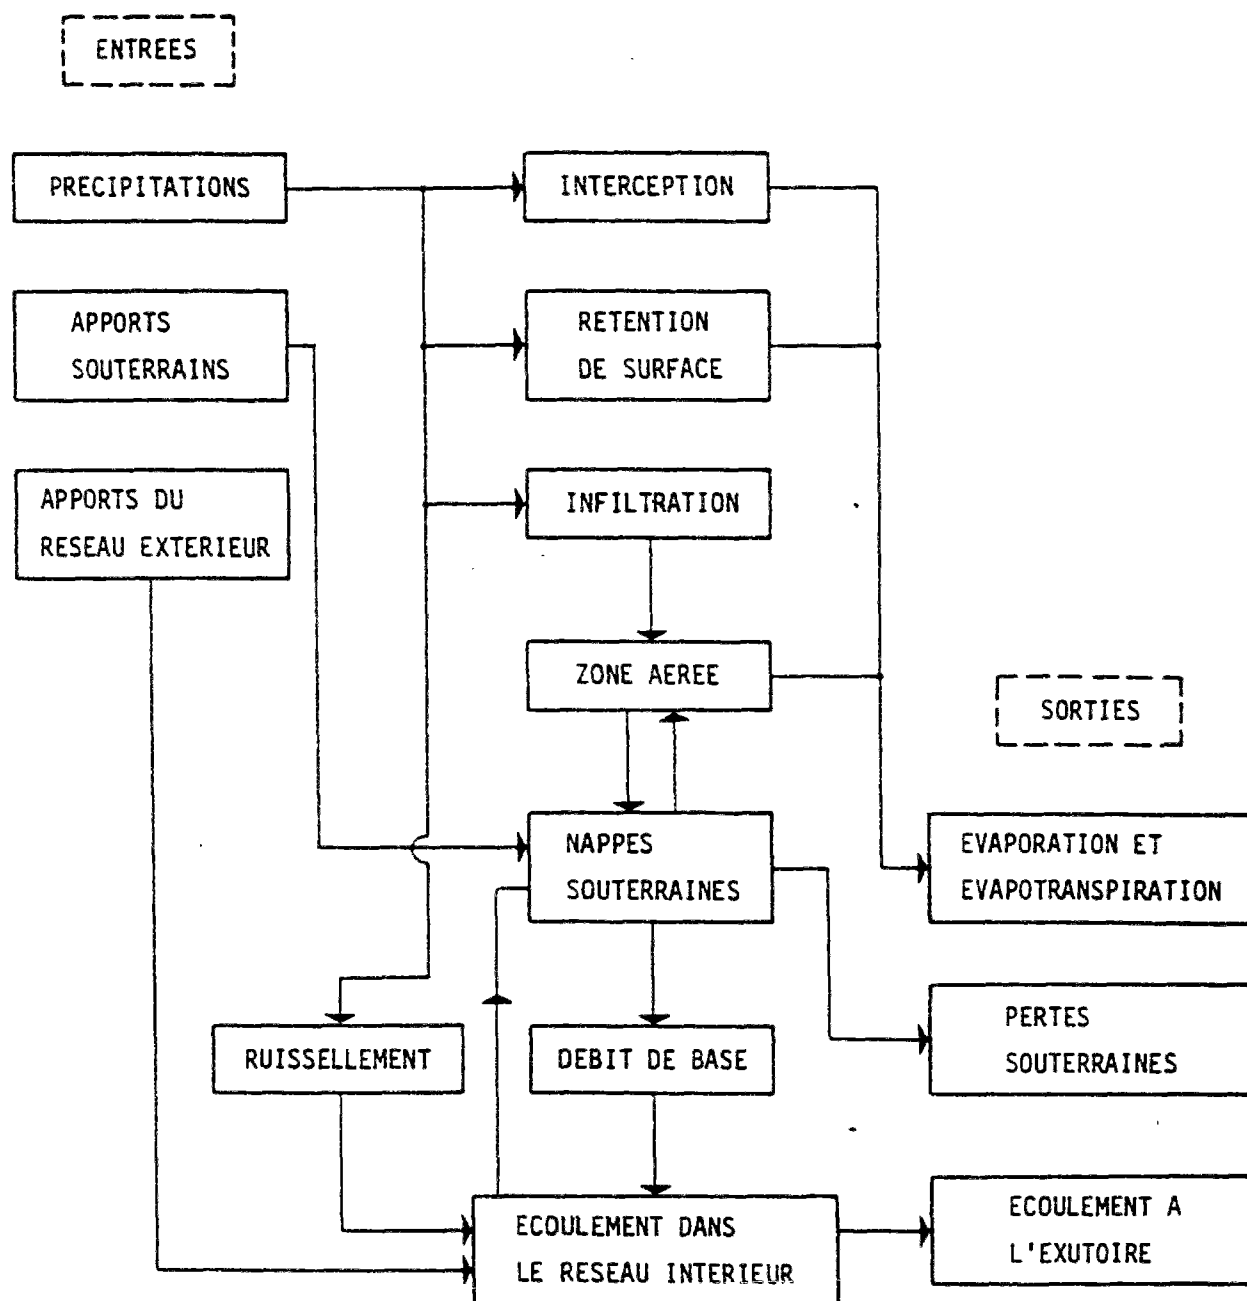 ENTREES
PRECIPITATIONS
INTERCEPTION
APPORTS
SOUTERRAINS
RETENTION
DE SURFACE
APPORTS DU
RESEAU EXTERIEUR
INFILTRATION
ZONE AEREE
SORTIES
NAPPES
SOUTERRAINES
EVAPORATION ET
EVAPOTRANSPIRATION
PERTES
SOUTERRAINES
RUISSELLEMENT
DEBIT DE BASE
ECOULEMENT DANS
LE RESEAU INTERIEUR
ECOULEMENT A
L'EXUTOIRE